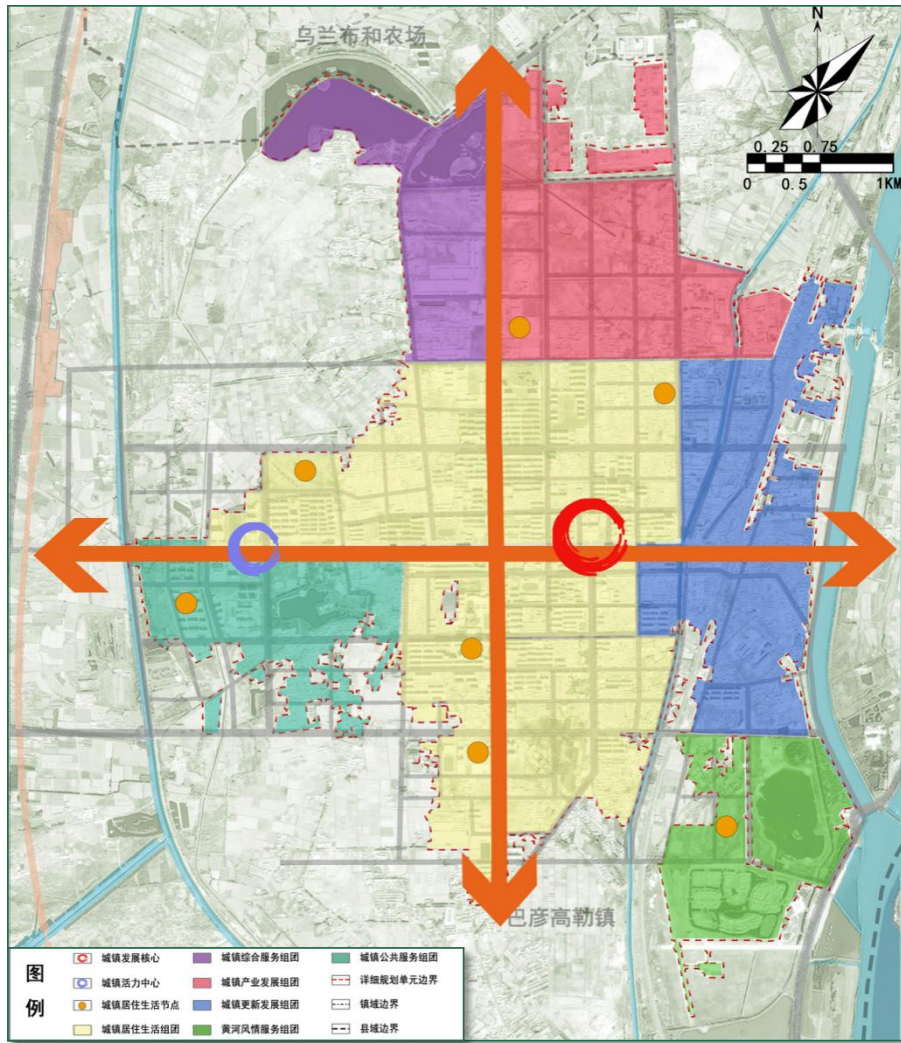 乌兰布和农场
N
0.25 0.75
0 0.5 1KM
巴彦高勒镇
图例
城镇发展核心
城镇活力中心
城镇居住生活节点
城镇居住生活组团
城镇综合服务组团
城镇产业发展组团
城镇更新发展组团
黄河风情服务组团
城镇公共服务组团
详细规划单元边界
镇域边界
县域边界